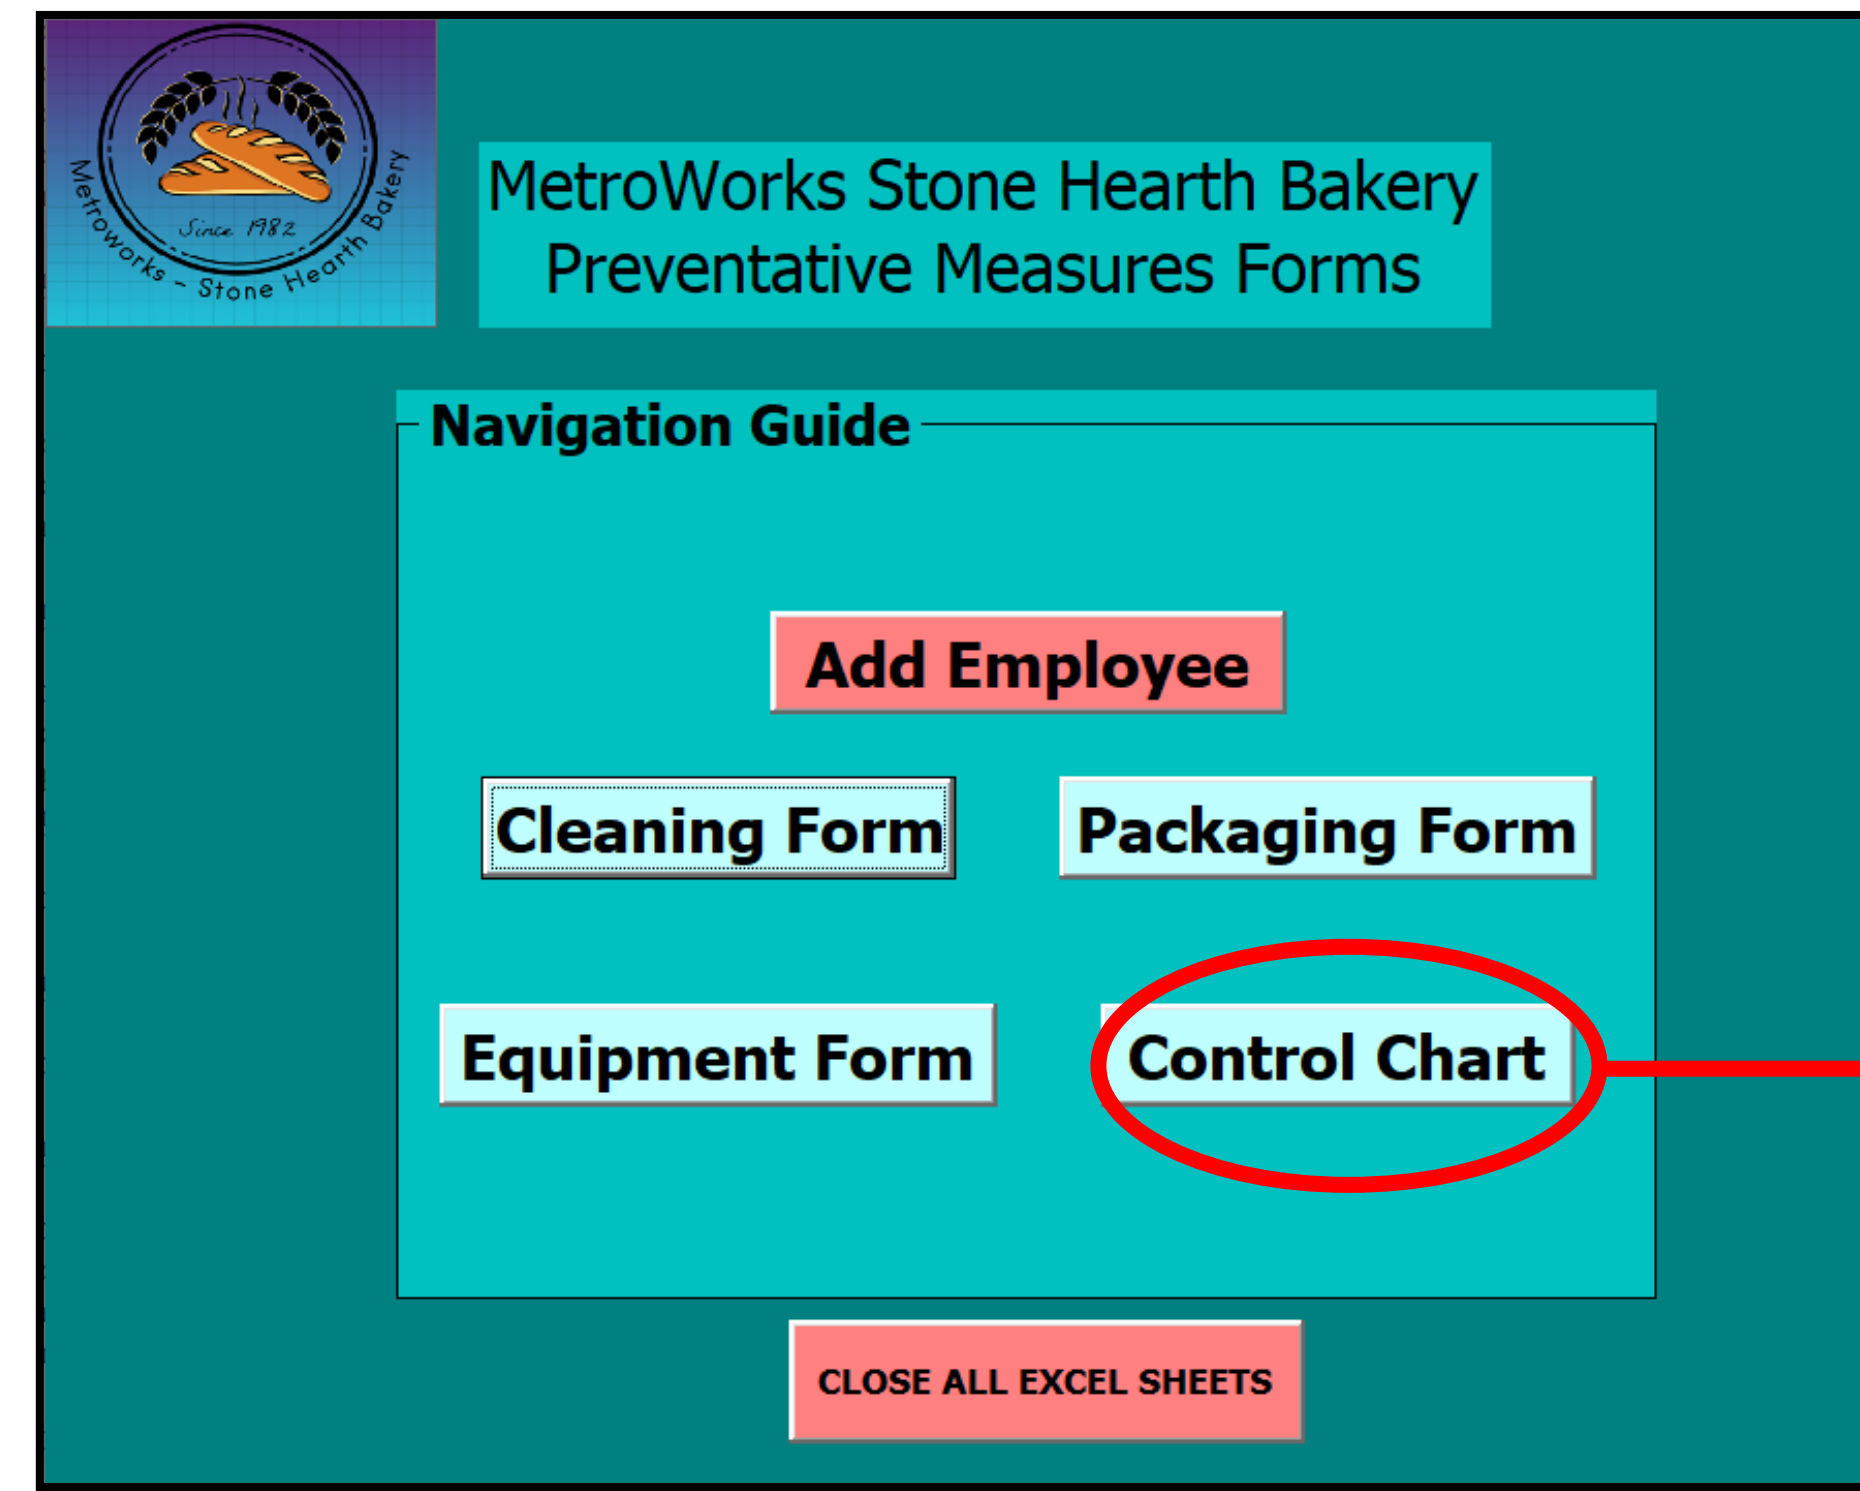 Since 1982
Metroworks - Stone Hearth Bakery
MetroWorks Stone Hearth Bakery
Preventative Measures Forms
Navigation Guide
Add Employee
Cleaning Form
Packaging Form
Equipment Form
Control Chart
CLOSE ALL EXCEL SHEETS